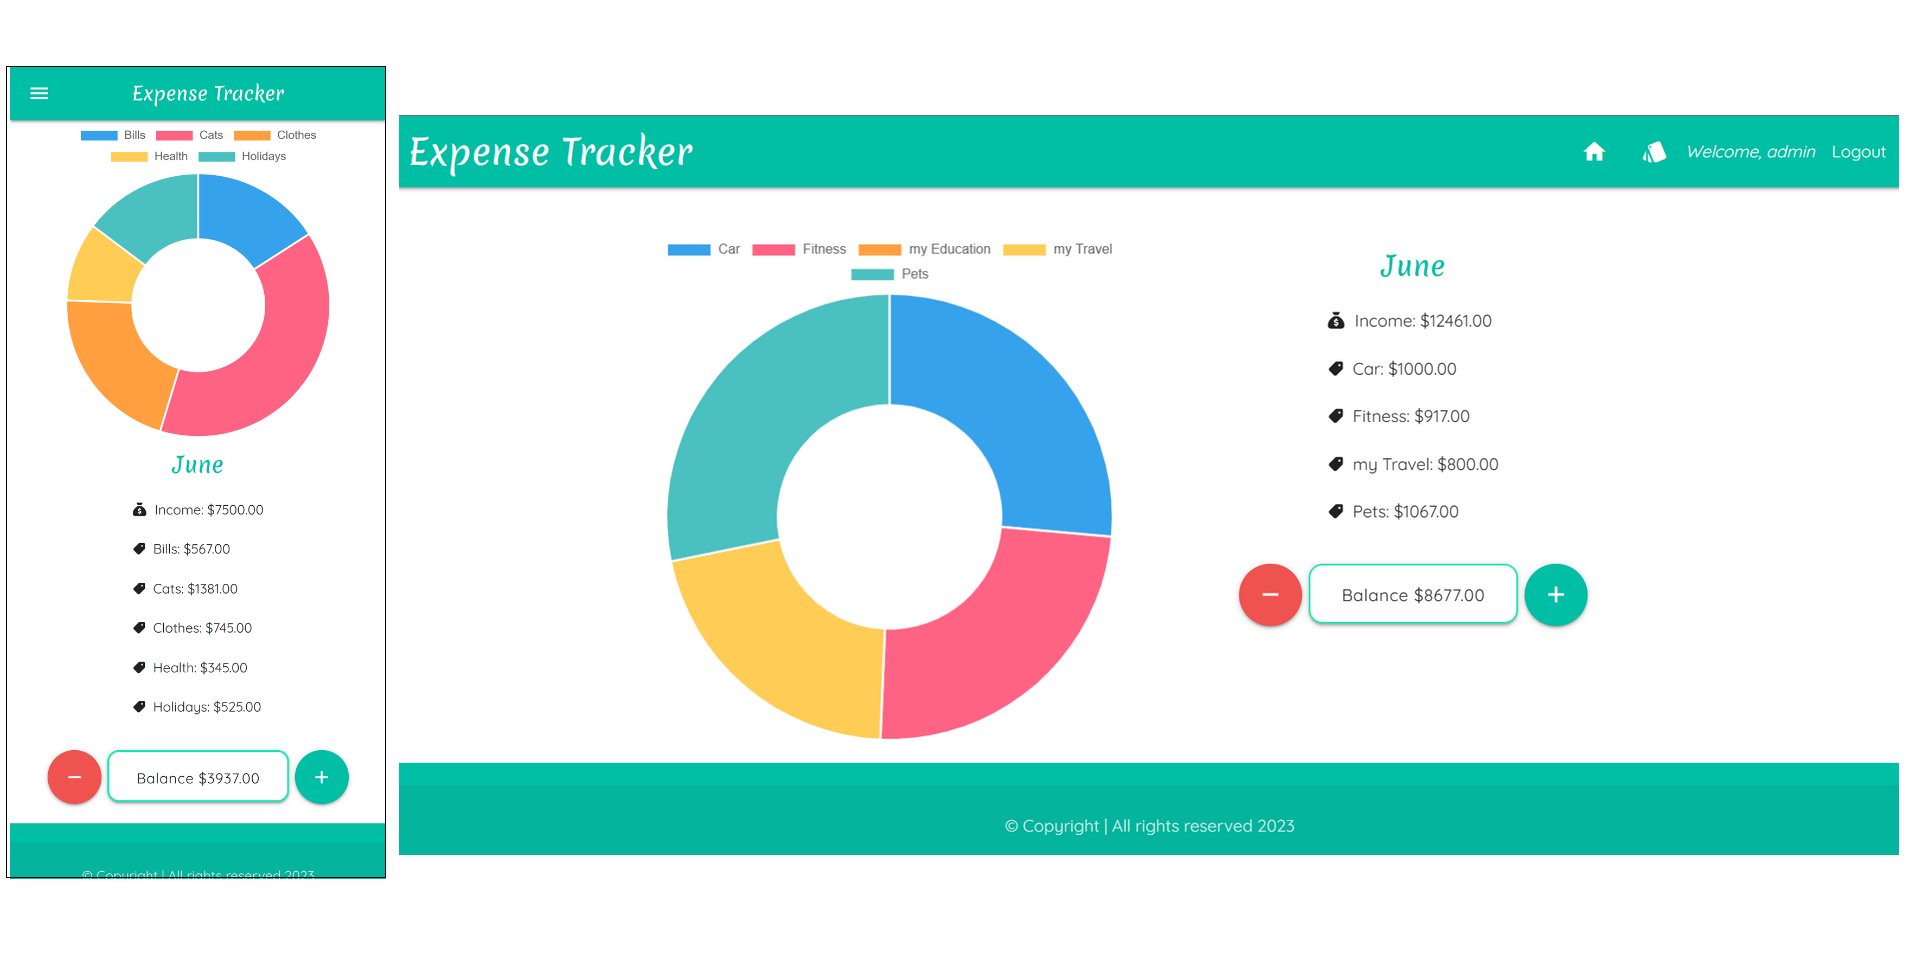 Expense Tracker
Bills Cats Clothes
Health Holidays
June
Income: $7500.00
Bills: $567.00
Cats: $1381.00
Clothes: $745.00
Health: $345.00
Holidays: $525.00
− Balance $3937.00 +
© Copyright | All rights reserved 2023
Expense Tracker
Welcome, admin Logout
Car Fitness my Education my Travel
Pets
June
Income: $12461.00
Car: $1000.00
Fitness: $917.00
my Travel: $800.00
Pets: $1067.00
− Balance $8677.00 +
© Copyright | All rights reserved 2023